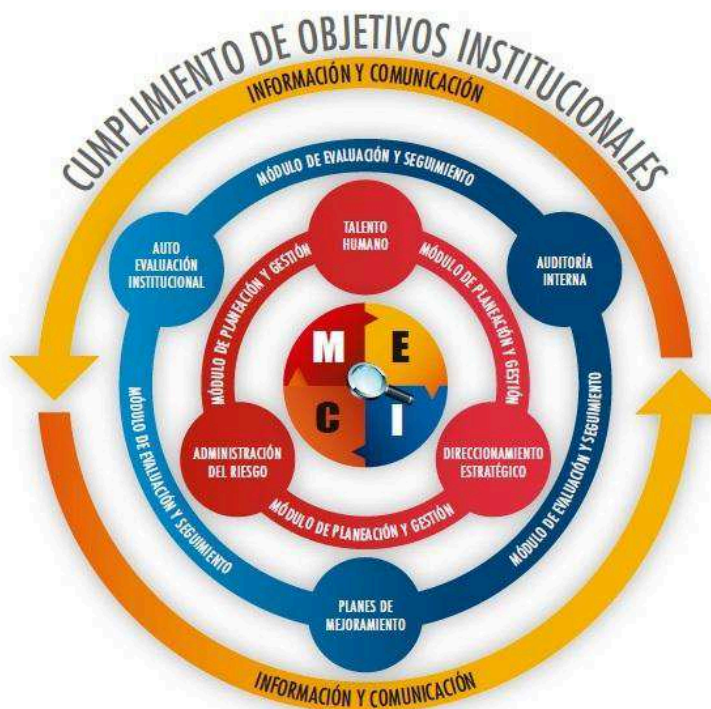 CUMPLIMIENTO DE OBJETIVOS INSTITUCIONALES
INFORMACIÓN Y COMUNICACIÓN
MÓDULO DE EVALUACIÓN Y SEGUIMIENTO
TALENTO
HUMANO
AUTO
EVALUACIÓN
INSTITUCIONAL
AUDITORÍA
INTERNA
MÓDULO DE PLANEACIÓN Y GESTIÓN
MÓDULO DE PLANEACIÓN Y GESTIÓN
M E
C I
MÓDULO DE EVALUACIÓN Y SEGUIMIENTO
MÓDULO DE EVALUACIÓN Y SEGUIMIENTO
ADMINISTRACIÓN
DEL RIESGO
DIRECCIONAMIENTO
ESTRATÉGICO
MÓDULO DE PLANEACIÓN Y GESTIÓN
PLANES DE
MEJORAMIENTO
INFORMACIÓN Y COMUNICACIÓN